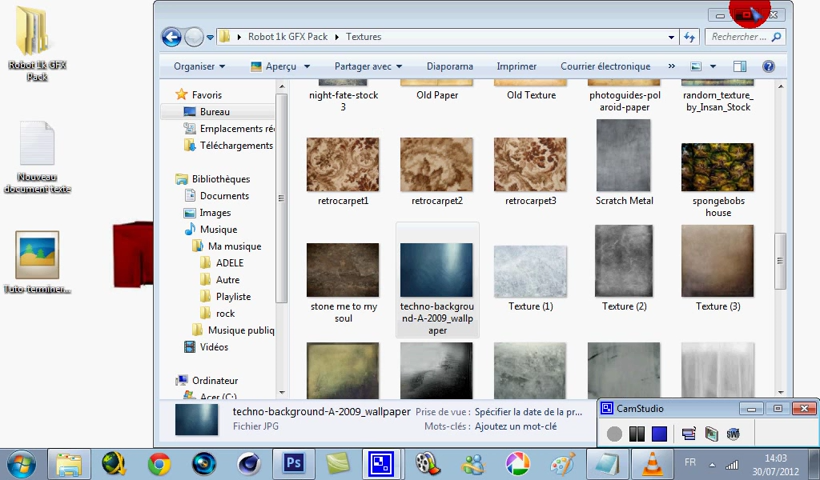 Robot 1k GFX
Pack
Nouveau
document texte
Tuto-terminer...
Robot 1k GFX Pack
Textures
Rechercher...
Organiser
Aperçu
Partager avec
Diaporama
Imprimer
Courrier électronique
»
Favoris
Bureau
Emplacements ré
Téléchargements
Bibliothèques
Documents
Images
Musique
Ma musique
ADELE
Autre
Playliste
rock
Musique publiq
Vidéos
Ordinateur
Acer (C:)
night-fate-stock
3
Old Paper
Old Texture
photoguides-pol
aroid-paper
random_texture_
by_Insan_Stock
retrocarpet1
retrocarpet2
retrocarpet3
Scratch Metal
spongebobs
house
stone me to my
soul
techno-backgrou
nd-A-2009_wallp
aper
Texture (1)
Texture (2)
Texture (3)
techno-background-A-2009_wallpaper
Fichier JPG
Prise de vue : Spécifier la date de la pr...
Mots-clés : Ajoutez un mot-clé
CamStudio
SWF
Ps
FR
14:03
30/07/2012